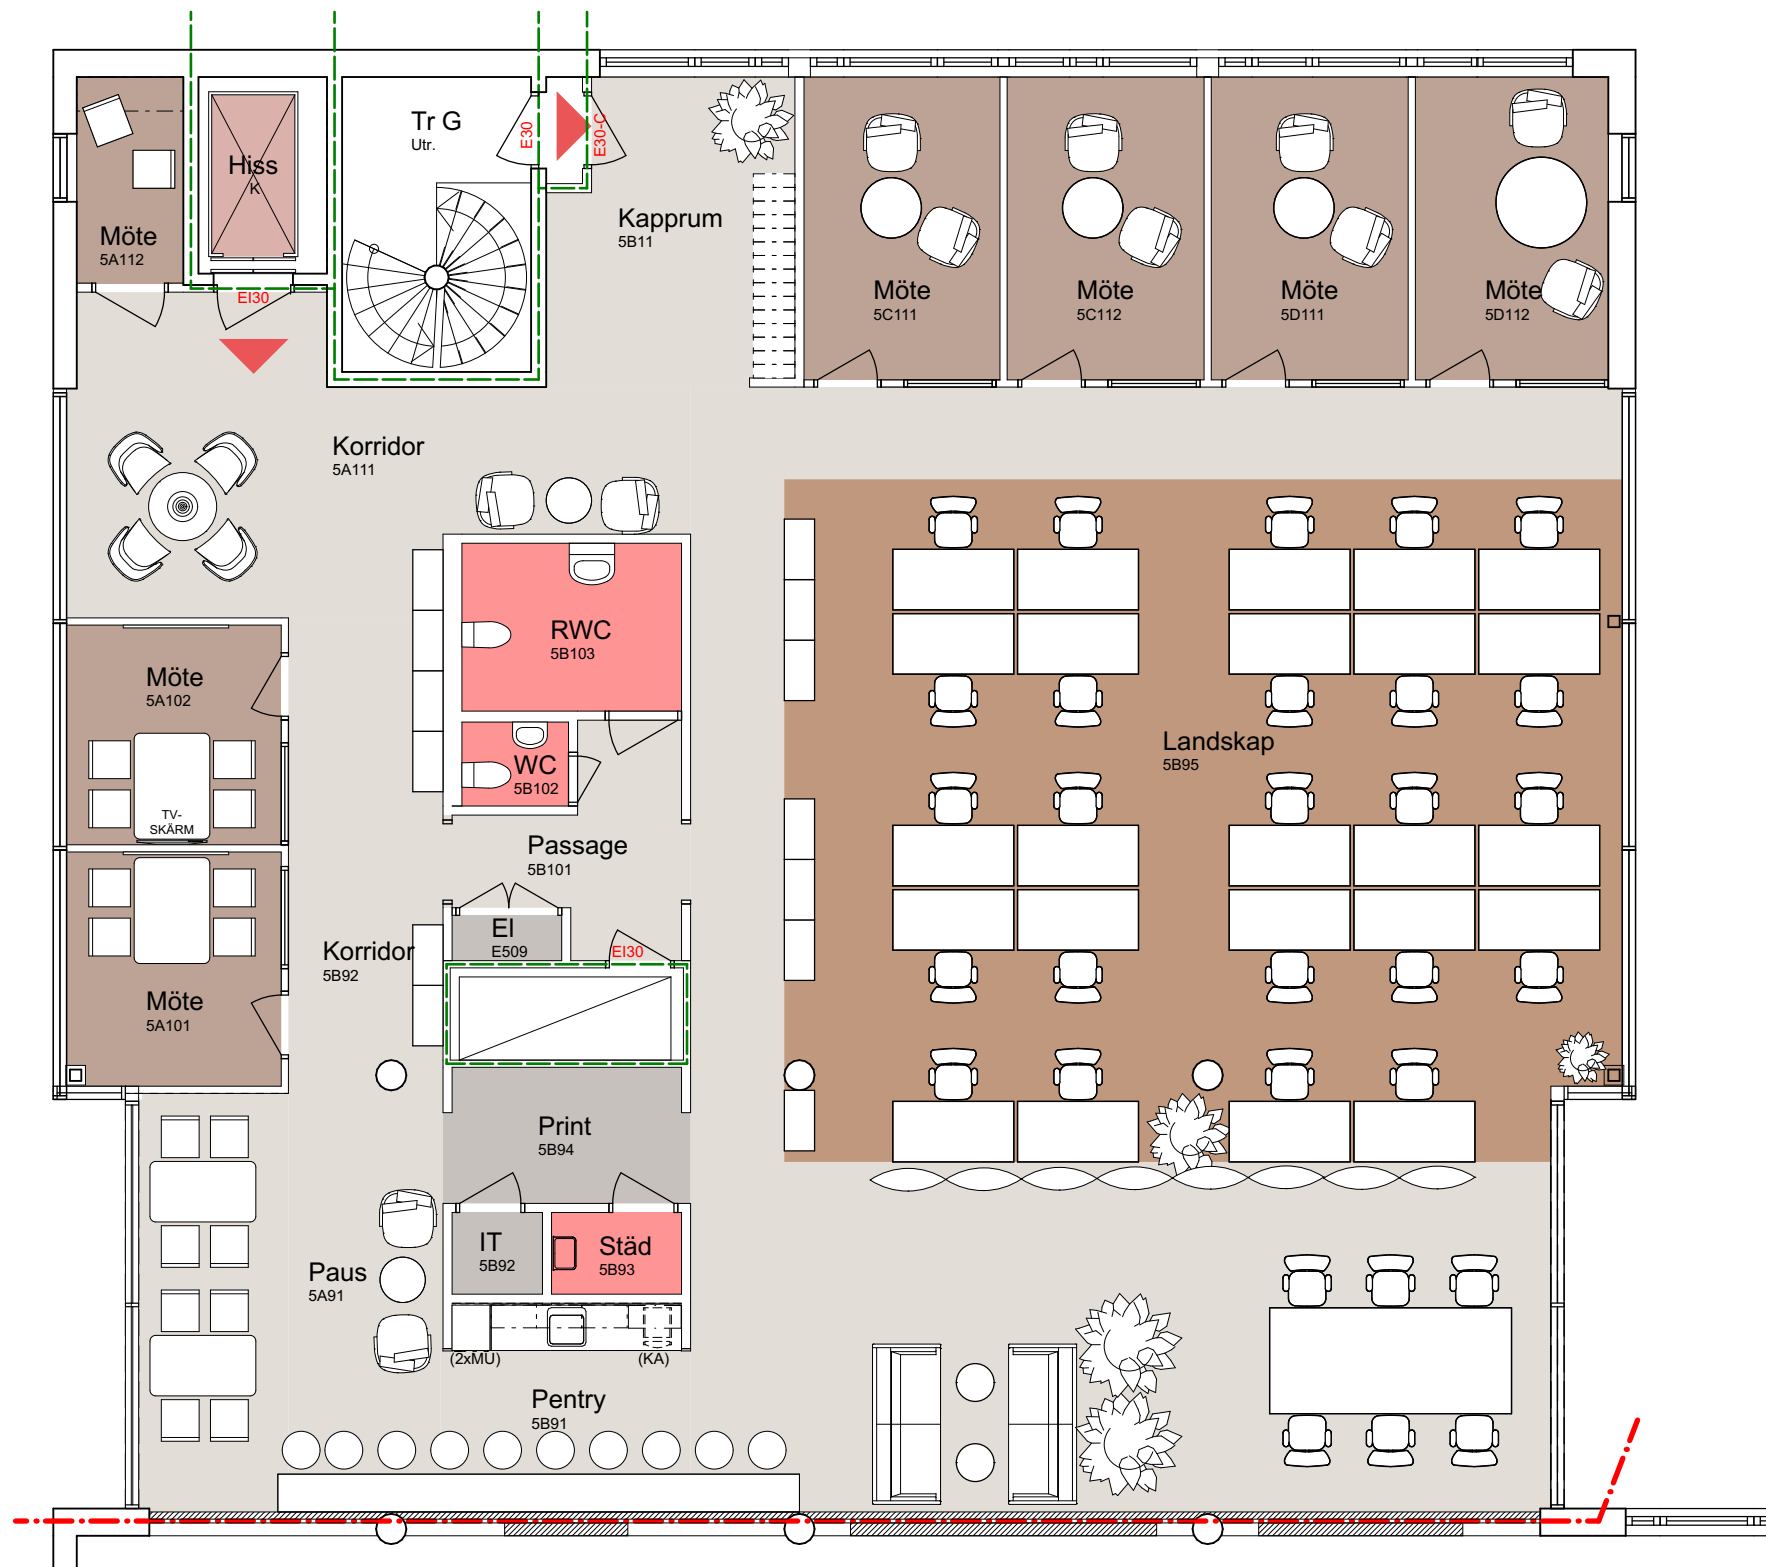 Tr G
Utr.
E30
E30-C
Hiss
K
Möte
5A112
EI30
Kapprum
5B11
Möte
5C111
Möte
5C112
Möte
5D111
Möte
5D112
Korridor
5A111
RWC
5B103
Möte
5A102
WC
5B102
TV-
SKÄRM
Landskap
5B95
Passage
5B101
El
E509
EI30
Korridor
5B92
Möte
5A101
Print
5B94
IT
5B92
Städ
5B93
Paus
5A91
(2xMU)
(KA)
Pentry
5B91